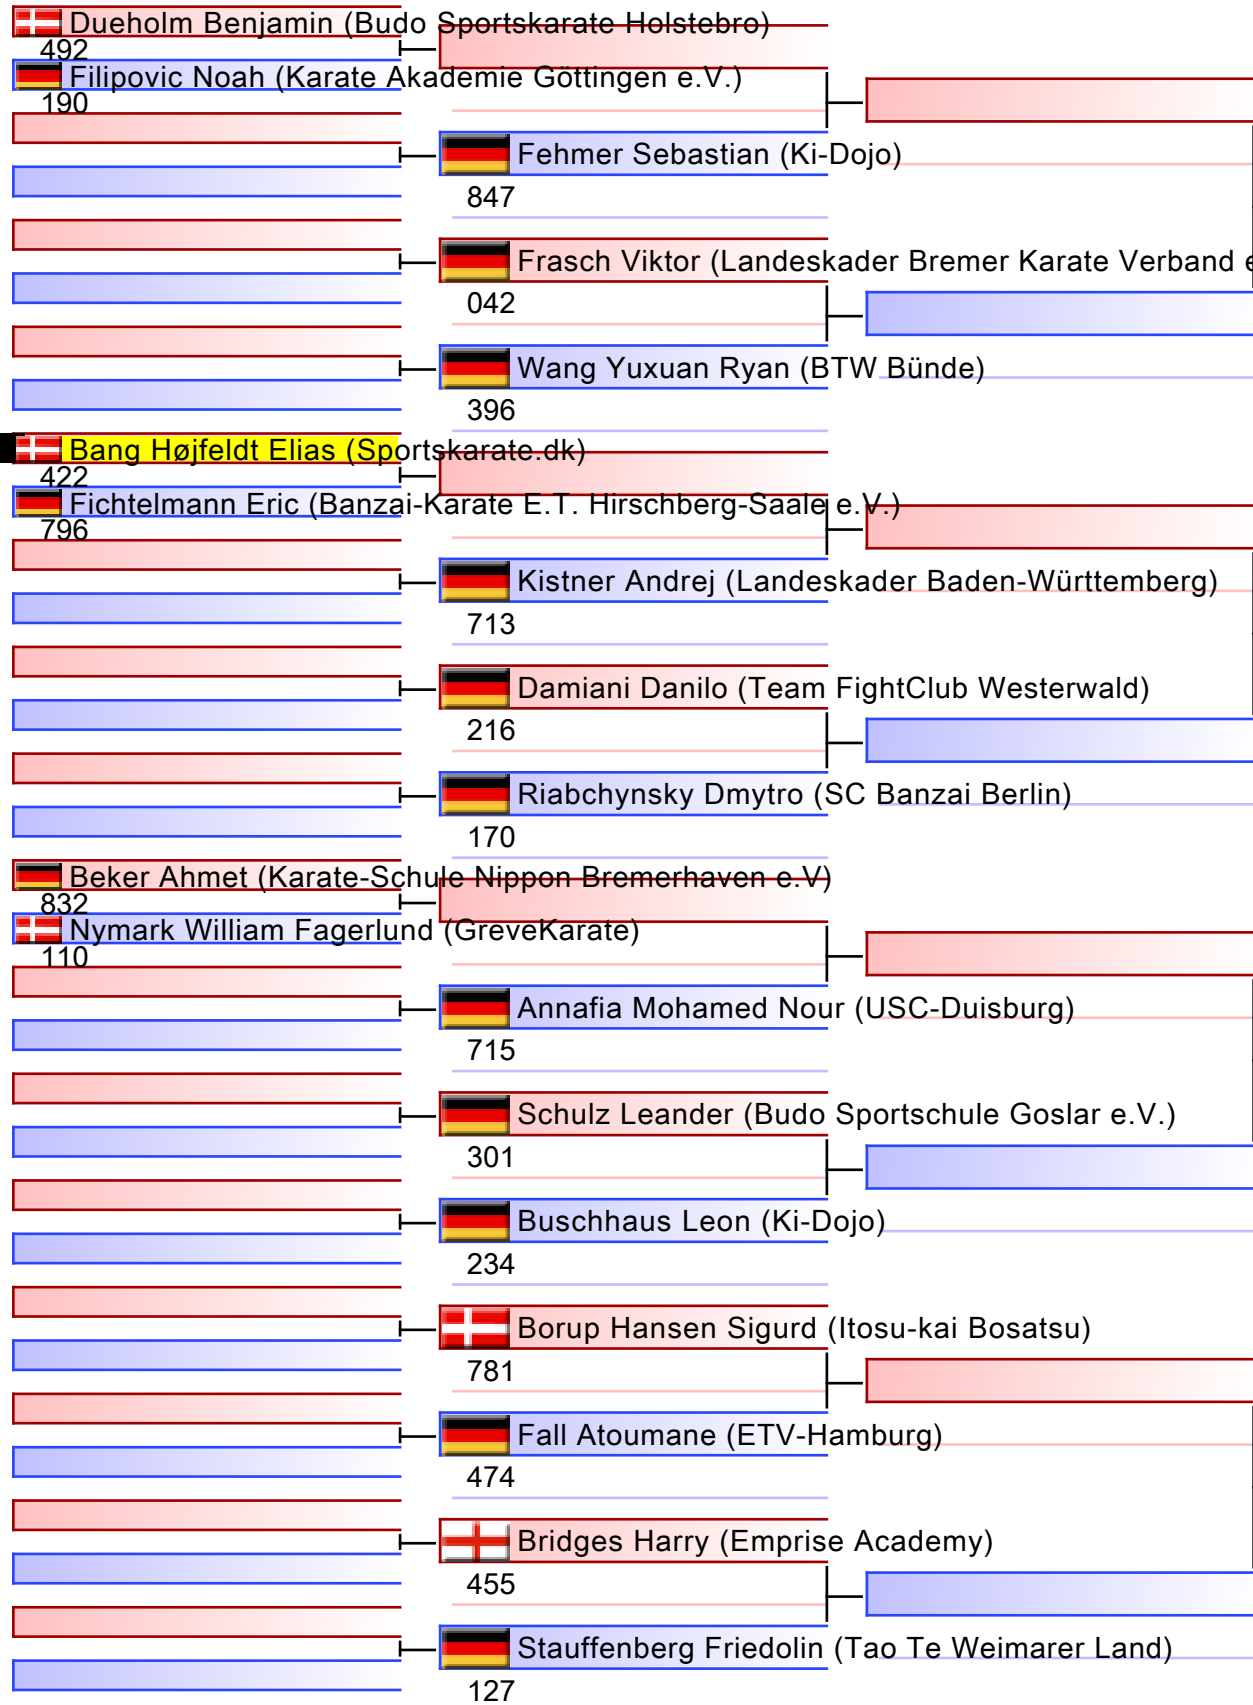 Dueholm Benjamin (Budo Sportskarate Holstebro)
492
Filipovic Noah (Karate Akademie Göttingen e.V.)
190
Fehmer Sebastian (Ki-Dojo)
847
Frasch Viktor (Landeskader Bremer Karate Verband e
042
Wang Yuxuan Ryan (BTW Bünde)
396
Bang Højfeldt Elias (Sportskarate.dk)
422
Fichtelmann Eric (Banzai-Karate E.T. Hirschberg-Saale e.V.)
796
Kistner Andrej (Landeskader Baden-Württemberg)
713
Damiani Danilo (Team FightClub Westerwald)
216
Riabchynsky Dmytro (SC Banzai Berlin)
170
Beker Ahmet (Karate-Schule Nippon Bremerhaven e.V)
832
Nymark William Fagerlund (GreveKarate)
110
Annafia Mohamed Nour (USC-Duisburg)
715
Schulz Leander (Budo Sportschule Goslar e.V.)
301
Buschhaus Leon (Ki-Dojo)
234
Borup Hansen Sigurd (Itosu-kai Bosatsu)
781
Fall Atoumane (ETV-Hamburg)
474
Bridges Harry (Emprise Academy)
455
Stauffenberg Friedolin (Tao Te Weimarer Land)
127